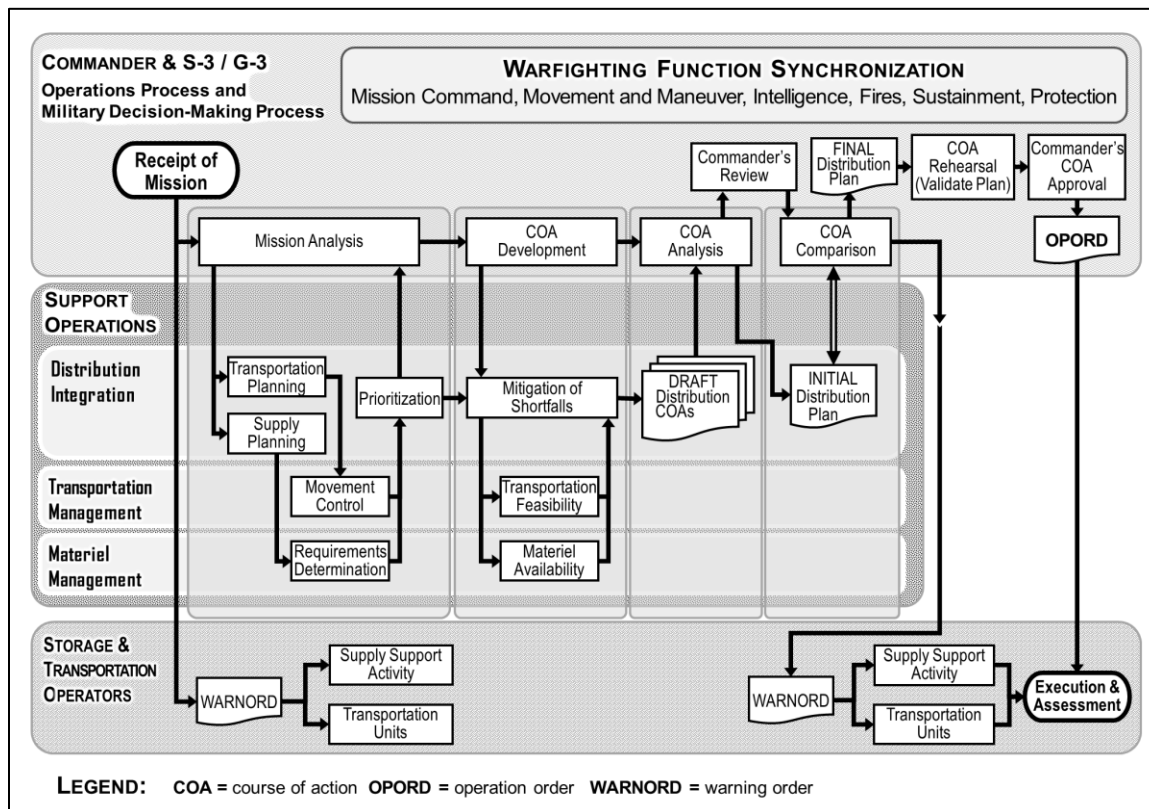 COMMANDER & S-3 / G-3
Operations Process and
Military Decision-Making Process
WARFIGHTING FUNCTION SYNCHRONIZATION
Mission Command, Movement and Maneuver, Intelligence, Fires, Sustainment, Protection
Receipt of
Mission
Commander's
Review
FINAL
Distribution
Plan
COA
Rehearsal
(Validate Plan)
Commander's
COA
Approval
Mission Analysis
COA
Development
COA
Analysis
COA
Comparison
OPORD
SUPPORT
OPERATIONS
Distribution
Integration
Transportation
Planning
Supply
Planning
Prioritization
Mitigation of
Shortfalls
DRAFT
Distribution
COAs
INITIAL
Distribution
Plan
Transportation
Management
Movement
Control
Transportation
Feasibility
Materiel
Management
Requirements
Determination
Materiel
Availability
STORAGE &
TRANSPORTATION
OPERATORS
WARNORD
Supply Support
Activity
Transportation
Units
WARNORD
Supply Support
Activity
Transportation
Units
Execution &
Assessment
LEGEND: COA = course of action OPORD = operation order WARNORD = warning order